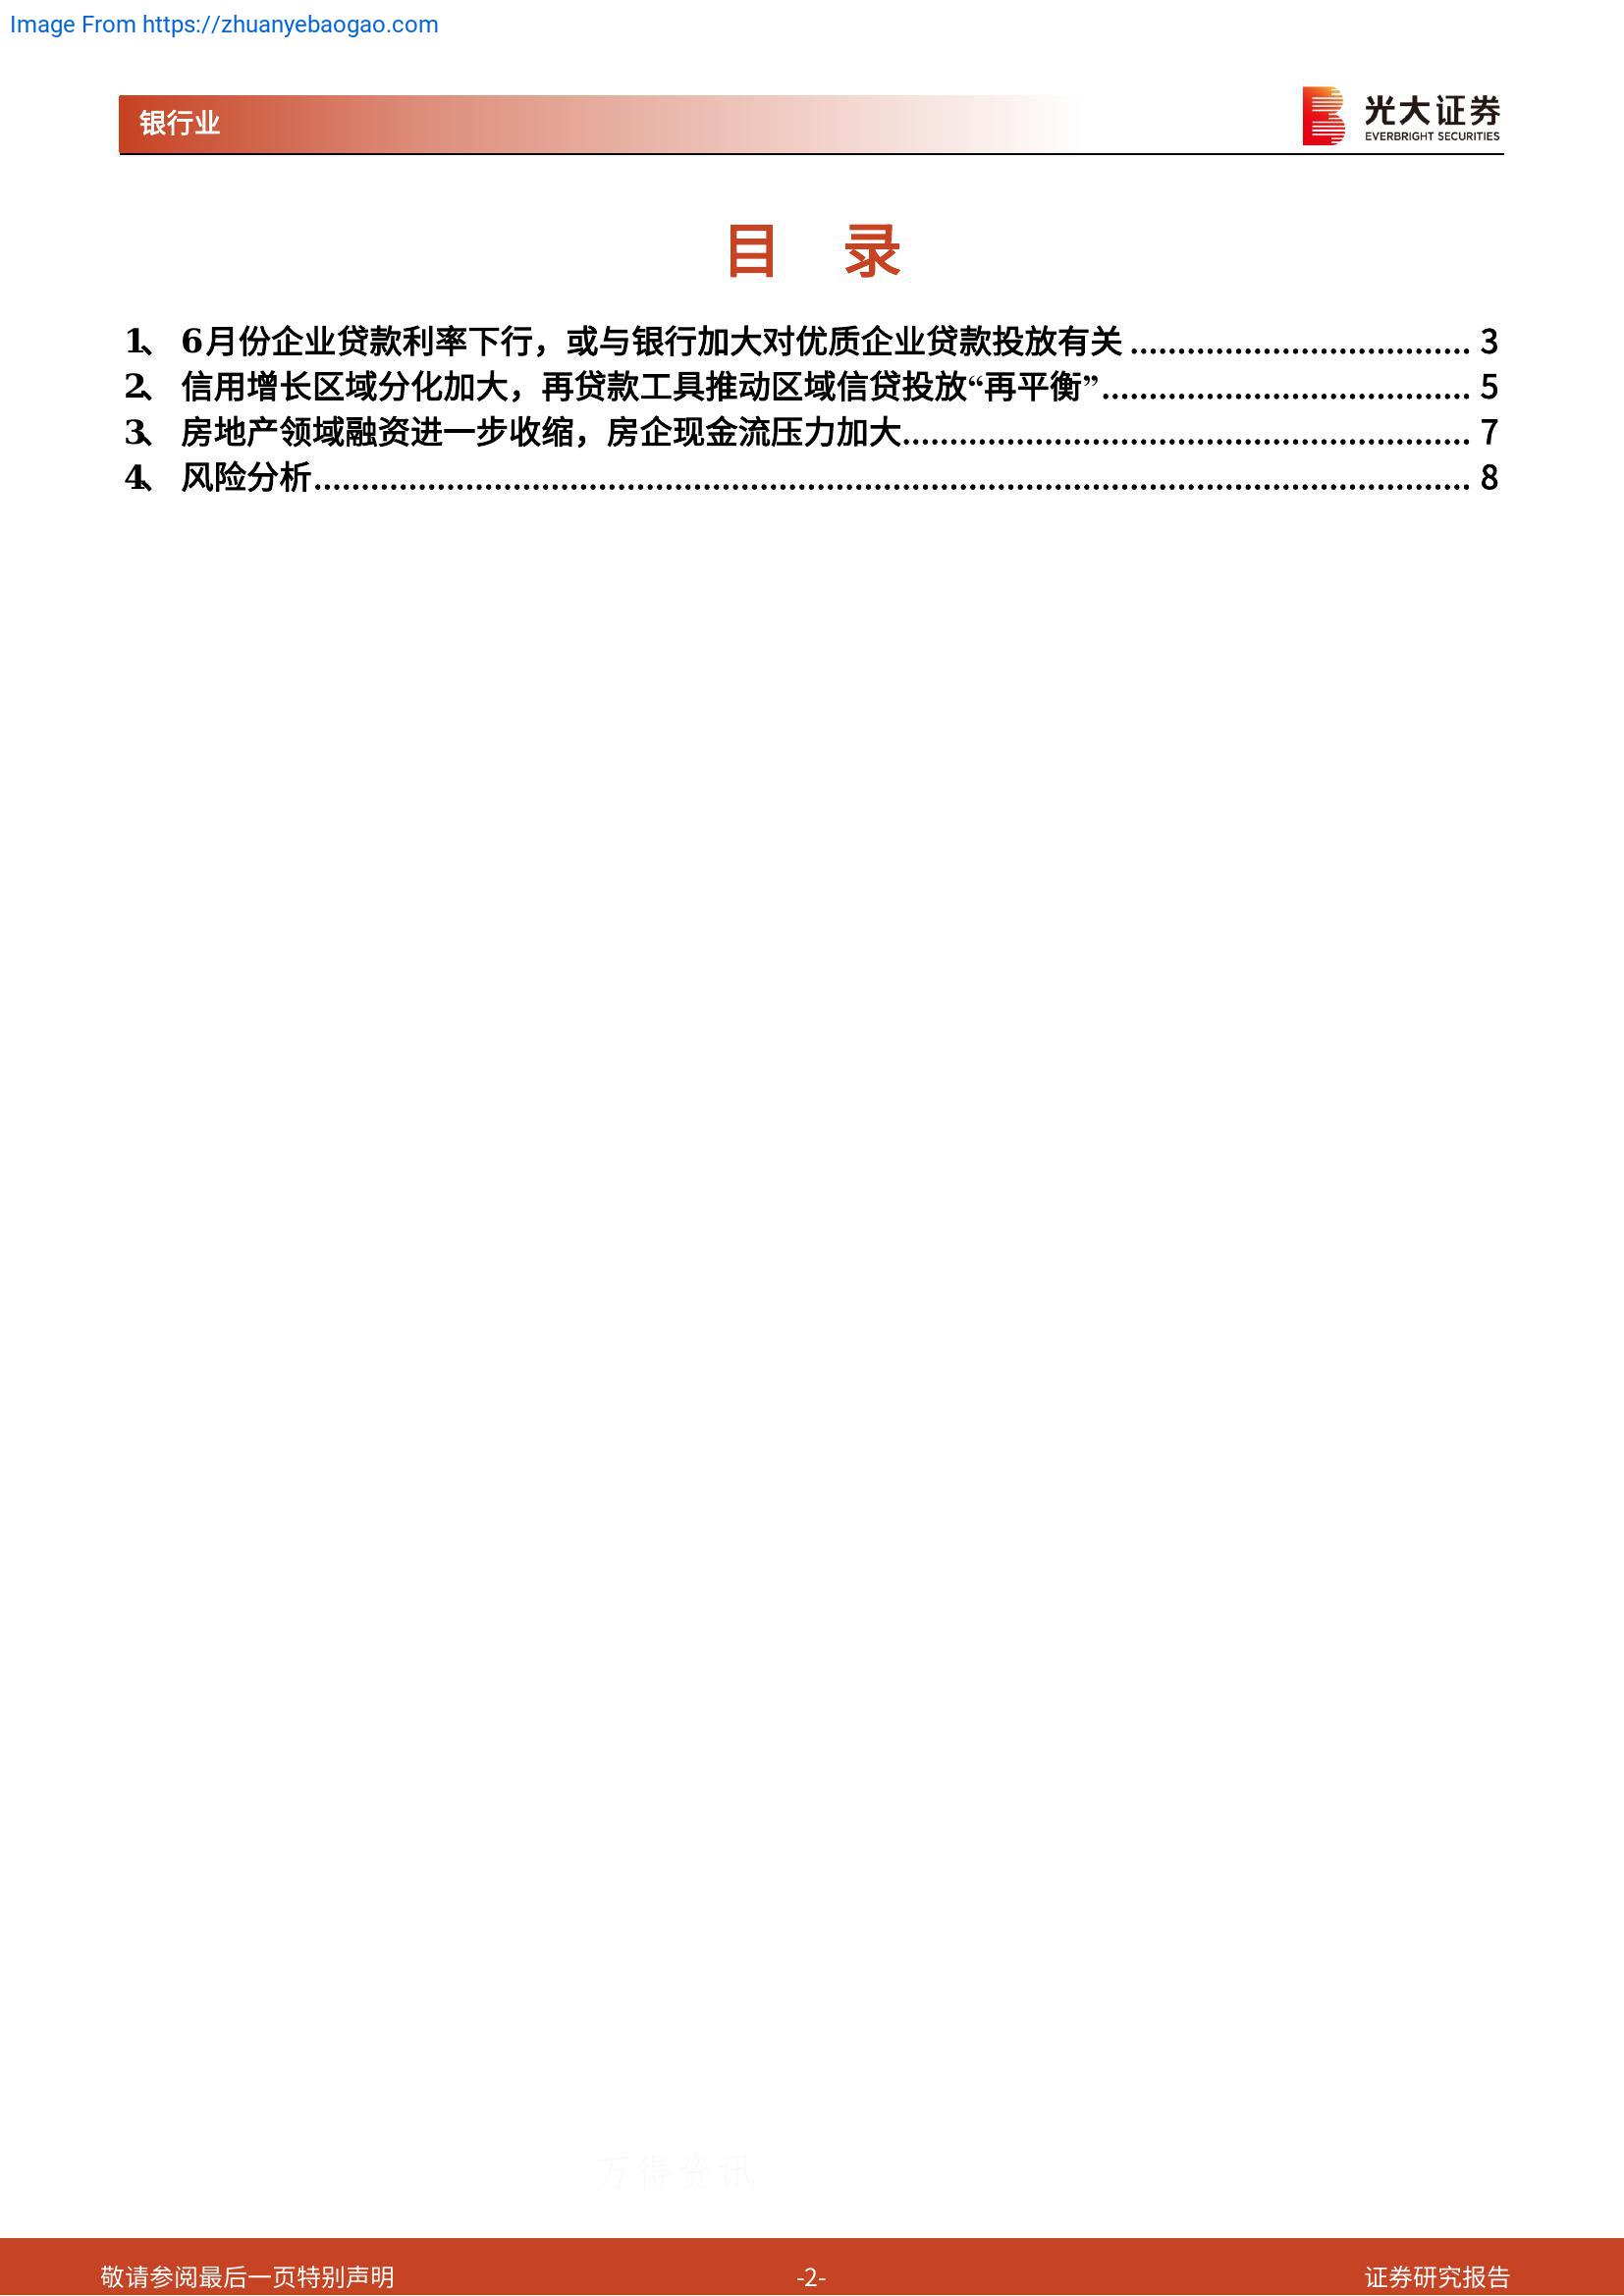 Image From https://zhuanyebaogao.com
银行业
光大证券
EVERBRIGHT SECURITIES
目 录
1、 6月份企业贷款利率下行，或与银行加大对优质企业贷款投放有关 .................................... 3
2、 信用增长区域分化加大，再贷款工具推动区域信贷投放“再平衡”....................................... 5
3、 房地产领域融资进一步收缩，房企现金流压力加大............................................................ 7
4、 风险分析.......................................................................................................................... 8
万得资讯
敬请参阅最后一页特别声明
-2-
证券研究报告